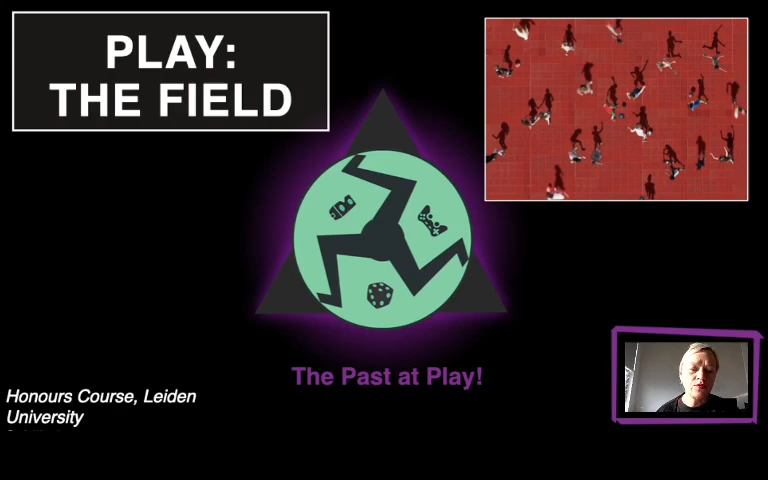 PLAY:
THE FIELD
The Past at Play!
Honours Course, Leiden
University